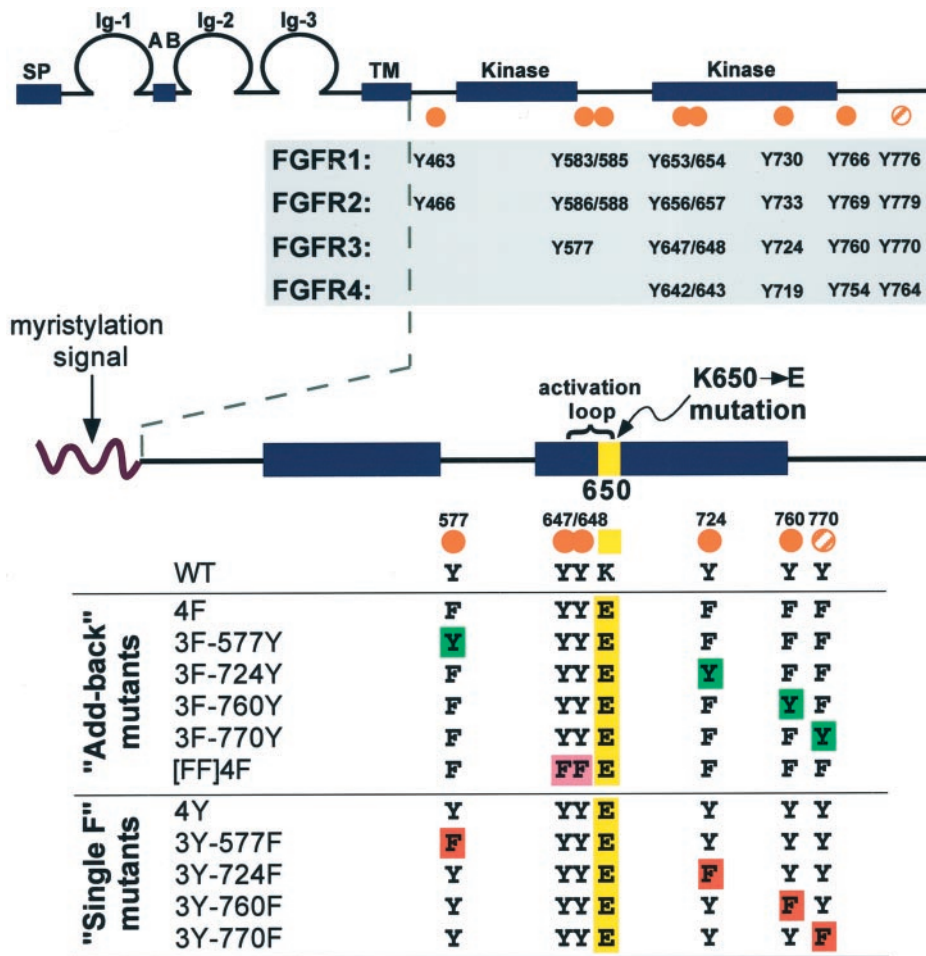 Ig-1 Ig-2 Ig-3
A B
SP TM Kinase Kinase
FGFR1: Y463 Y583/585 Y653/654 Y730 Y766 Y776
FGFR2: Y466 Y586/588 Y656/657 Y733 Y769 Y779
FGFR3: Y577 Y647/648 Y724 Y760 Y770
FGFR4: Y642/643 Y719 Y754 Y764
myristylation
signal
activation
loop
K650→E
mutation
650
577 647/648 724 760 770
WT Y YY K Y Y Y
"Add-back"
mutants
4F F YY E F F F
3F-577Y Y YY E F F F
3F-724Y F YY E Y F F
3F-760Y F YY E F Y F
3F-770Y F YY E F F Y
[FF]4F F FF E F F F
"Single F"
mutants
4Y Y YY E Y Y Y
3Y-577F F YY E Y Y Y
3Y-724F Y YY E F Y Y
3Y-760F Y YY E Y F Y
3Y-770F Y YY E Y Y F